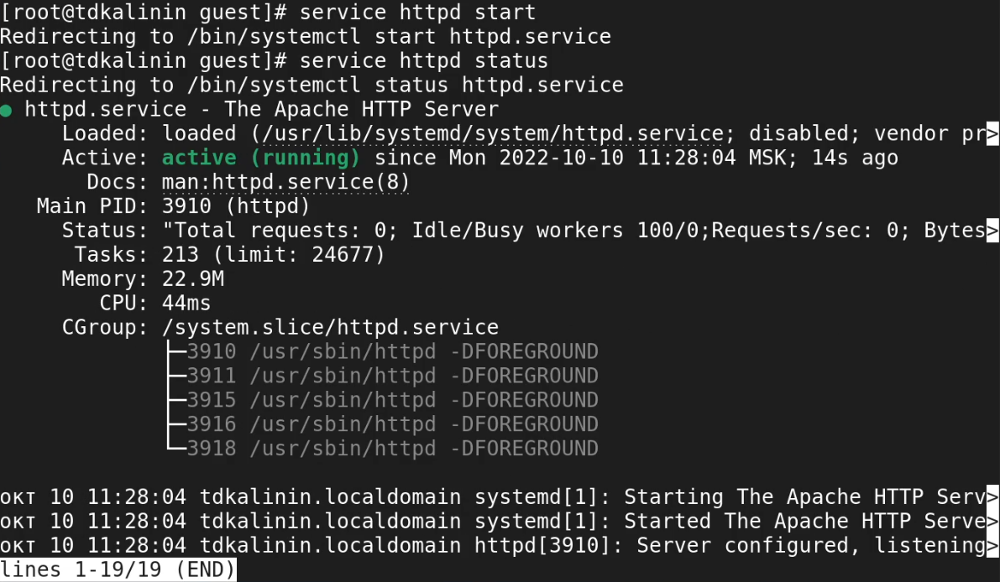 [root@tdkalinin guest]# service httpd start
Redirecting to /bin/systemctl start httpd.service
[root@tdkalinin guest]# service httpd status
Redirecting to /bin/systemctl status httpd.service
● httpd.service - The Apache HTTP Server
     Loaded: loaded (/usr/lib/systemd/system/httpd.service; disabled; vendor pr>
     Active: active (running) since Mon 2022-10-10 11:28:04 MSK; 14s ago
       Docs: man:httpd.service(8)
   Main PID: 3910 (httpd)
     Status: "Total requests: 0; Idle/Busy workers 100/0;Requests/sec: 0; Bytes>
      Tasks: 213 (limit: 24677)
     Memory: 22.9M
        CPU: 44ms
     CGroup: /system.slice/httpd.service
             ├─3910 /usr/sbin/httpd -DFOREGROUND
             ├─3911 /usr/sbin/httpd -DFOREGROUND
             ├─3915 /usr/sbin/httpd -DFOREGROUND
             ├─3916 /usr/sbin/httpd -DFOREGROUND
             └─3918 /usr/sbin/httpd -DFOREGROUND

окт 10 11:28:04 tdkalinin.localdomain systemd[1]: Starting The Apache HTTP Serv>
окт 10 11:28:04 tdkalinin.localdomain systemd[1]: Started The Apache HTTP Serve>
окт 10 11:28:04 tdkalinin.localdomain httpd[3910]: Server configured, listening>
lines 1-19/19 (END)